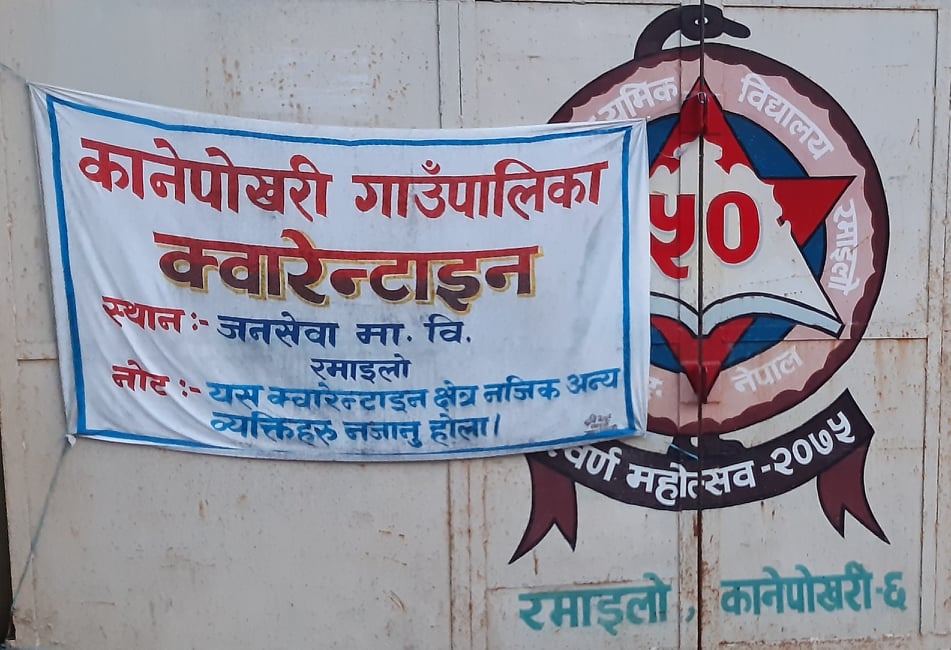 कानेपोखरी गाउँपालिका
क्वारेन्टाइन
स्थान :- जनसेवा मा. वि.
रमाइलो
नोट :- यस क्वारेन्टाइन क्षेत्र नजिक अन्य
व्यक्तिहरु नजानु होला।
विद्यालय
रमाइलो
५०
नेपाल
महोत्सव-२०७५
रमाइलो, कानेपोखरी-६